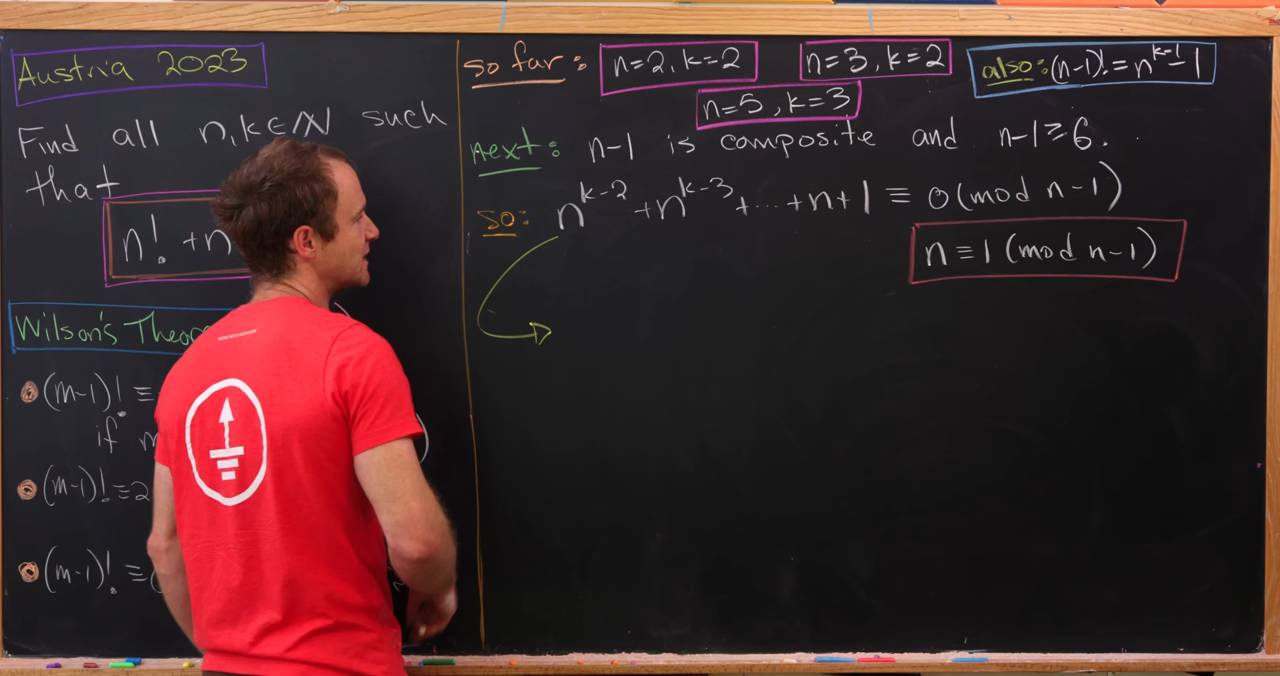 Austria 2023
Find all n,k∈ℕ such
that
n! + n
Wilson's
(m-1)! ≡
if m
(m-1)! ≡ 2
(m-1)! ≡
so far: n=2, k=2 n=3, k=2 also: (n-1)! = n^{k-1} - 1
n=5, k=3
next: n-1 is composite and n-1≥6.
so: n^{k-2} + n^{k-3} + ... + n + 1 ≡ 0 (mod n-1)
n ≡ 1 (mod n-1)